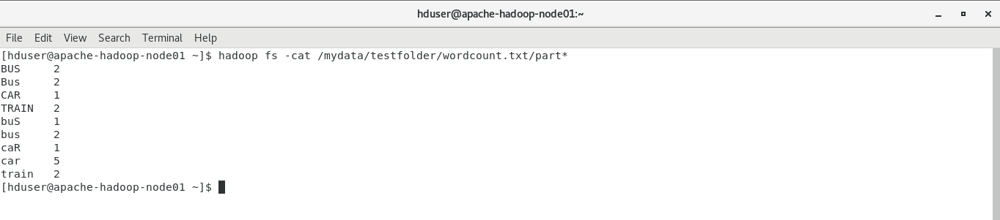 hduser@apache-hadoop-node01:~
File Edit View Search Terminal Help
[hduser@apache-hadoop-node01 ~]$ hadoop fs -cat /mydata/testfolder/wordcount.txt/part*
BUS 2
Bus 2
CAR 1
TRAIN 2
buS 1
bus 2
caR 1
car 5
train 2
[hduser@apache-hadoop-node01 ~]$